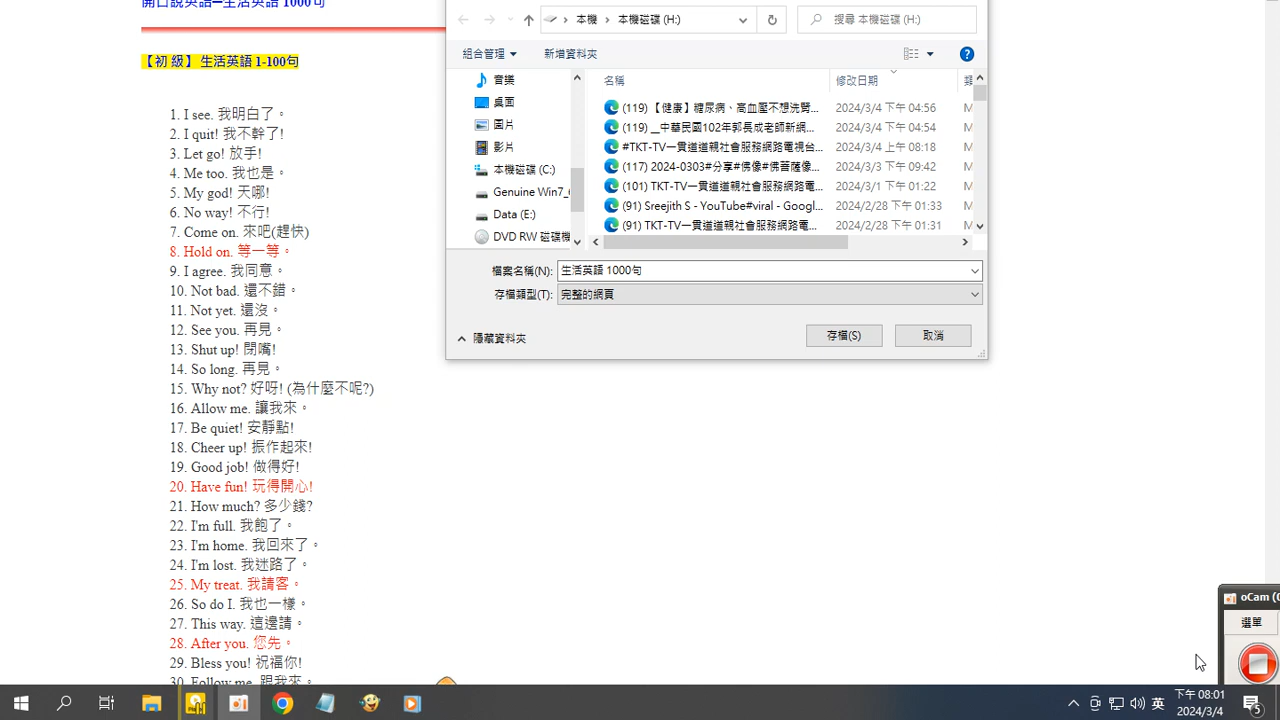 開口說英語─生活英語 1000句
【初 級】 生活英語 1-100句
1. I see. 我明白了。
2. I quit! 我不幹了!
3. Let go! 放手!
4. Me too. 我也是。
5. My god! 天哪!
6. No way! 不行!
7. Come on. 來吧(趕快)
8. Hold on. 等一等。
9. I agree. 我同意。
10. Not bad. 還不錯。
11. Not yet. 還沒。
12. See you. 再見。
13. Shut up! 閉嘴!
14. So long. 再見。
15. Why not? 好呀! (為什麼不呢?)
16. Allow me. 讓我來。
17. Be quiet! 安靜點!
18. Cheer up! 振作起來!
19. Good job! 做得好!
20. Have fun! 玩得開心!
21. How much? 多少錢?
22. I'm full. 我飽了。
23. I'm home. 我回來了。
24. I'm lost. 我迷路了。
25. My treat. 我請客。
26. So do I. 我也一樣。
27. This way. 這邊請。
28. After you. 您先。
29. Bless you! 祝福你!
30. Follow me. 跟我來。
本機 本機磁碟 (H:)
搜尋 本機磁碟 (H:)
組合管理 新增資料夾
音樂
桌面
圖片
影片
本機磁碟 (C:)
Genuine Win7_
Data (E:)
DVD RW 磁碟機
名稱 修改日期 類
(119) 【健康】糖尿病、高血壓不想洗腎... 2024/3/4 下午 04:56 M
(119) __中華民國102年郭長成老師新網... 2024/3/4 下午 04:54 M
#TKT-TV一貫道道親社會服務網路電視台... 2024/3/4 上午 08:18 M
(117) 2024-0303#分享#佛像#佛菩薩像... 2024/3/3 下午 09:42 M
(101) TKT-TV一貫道道親社會服務網路電... 2024/3/1 下午 01:22 M
(91) Sreejith S - YouTube#viral - Googl... 2024/2/28 下午 01:33 M
(91) TKT-TV一貫道道親社會服務網路電... 2024/2/28 下午 01:31 M
檔案名稱(N): 生活英語 1000句
存檔類型(T): 完整的網頁
隱藏資料夾 存檔(S) 取消
oCam (
選單
英
下午 08:01
2024/3/4
5